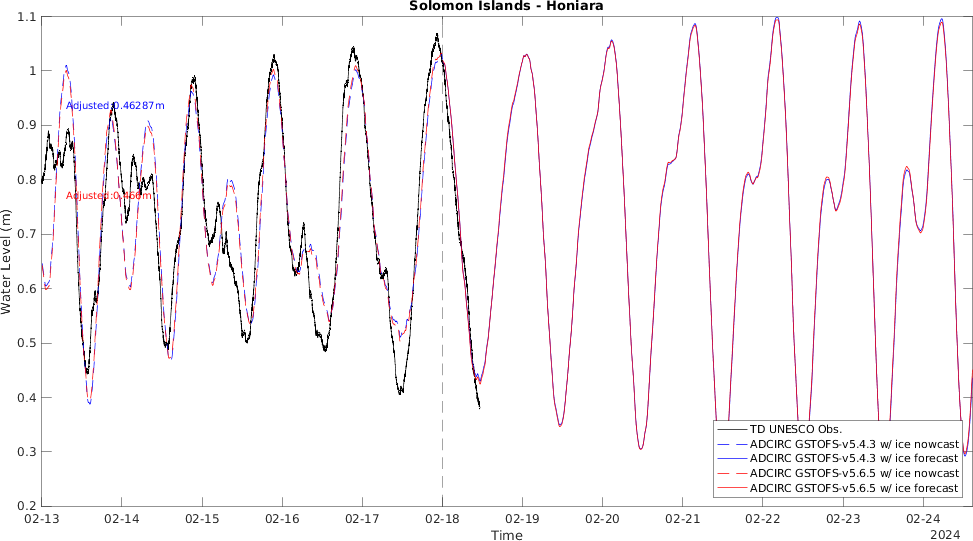 Solomon Islands - Honiara
1.1
1
0.9
0.8
0.7
0.6
0.5
0.4
0.3
0.2
Water Level (m)
Adjusted:0.46287m
Adjusted:0.466m
TD UNESCO Obs.
ADCIRC GSTOFS-v5.4.3 w/ ice nowcast
ADCIRC GSTOFS-v5.4.3 w/ ice forecast
ADCIRC GSTOFS-v5.6.5 w/ ice nowcast
ADCIRC GSTOFS-v5.6.5 w/ ice forecast
02-13 02-14 02-15 02-16 02-17 02-18 02-19 02-20 02-21 02-22 02-23 02-24
Time
2024